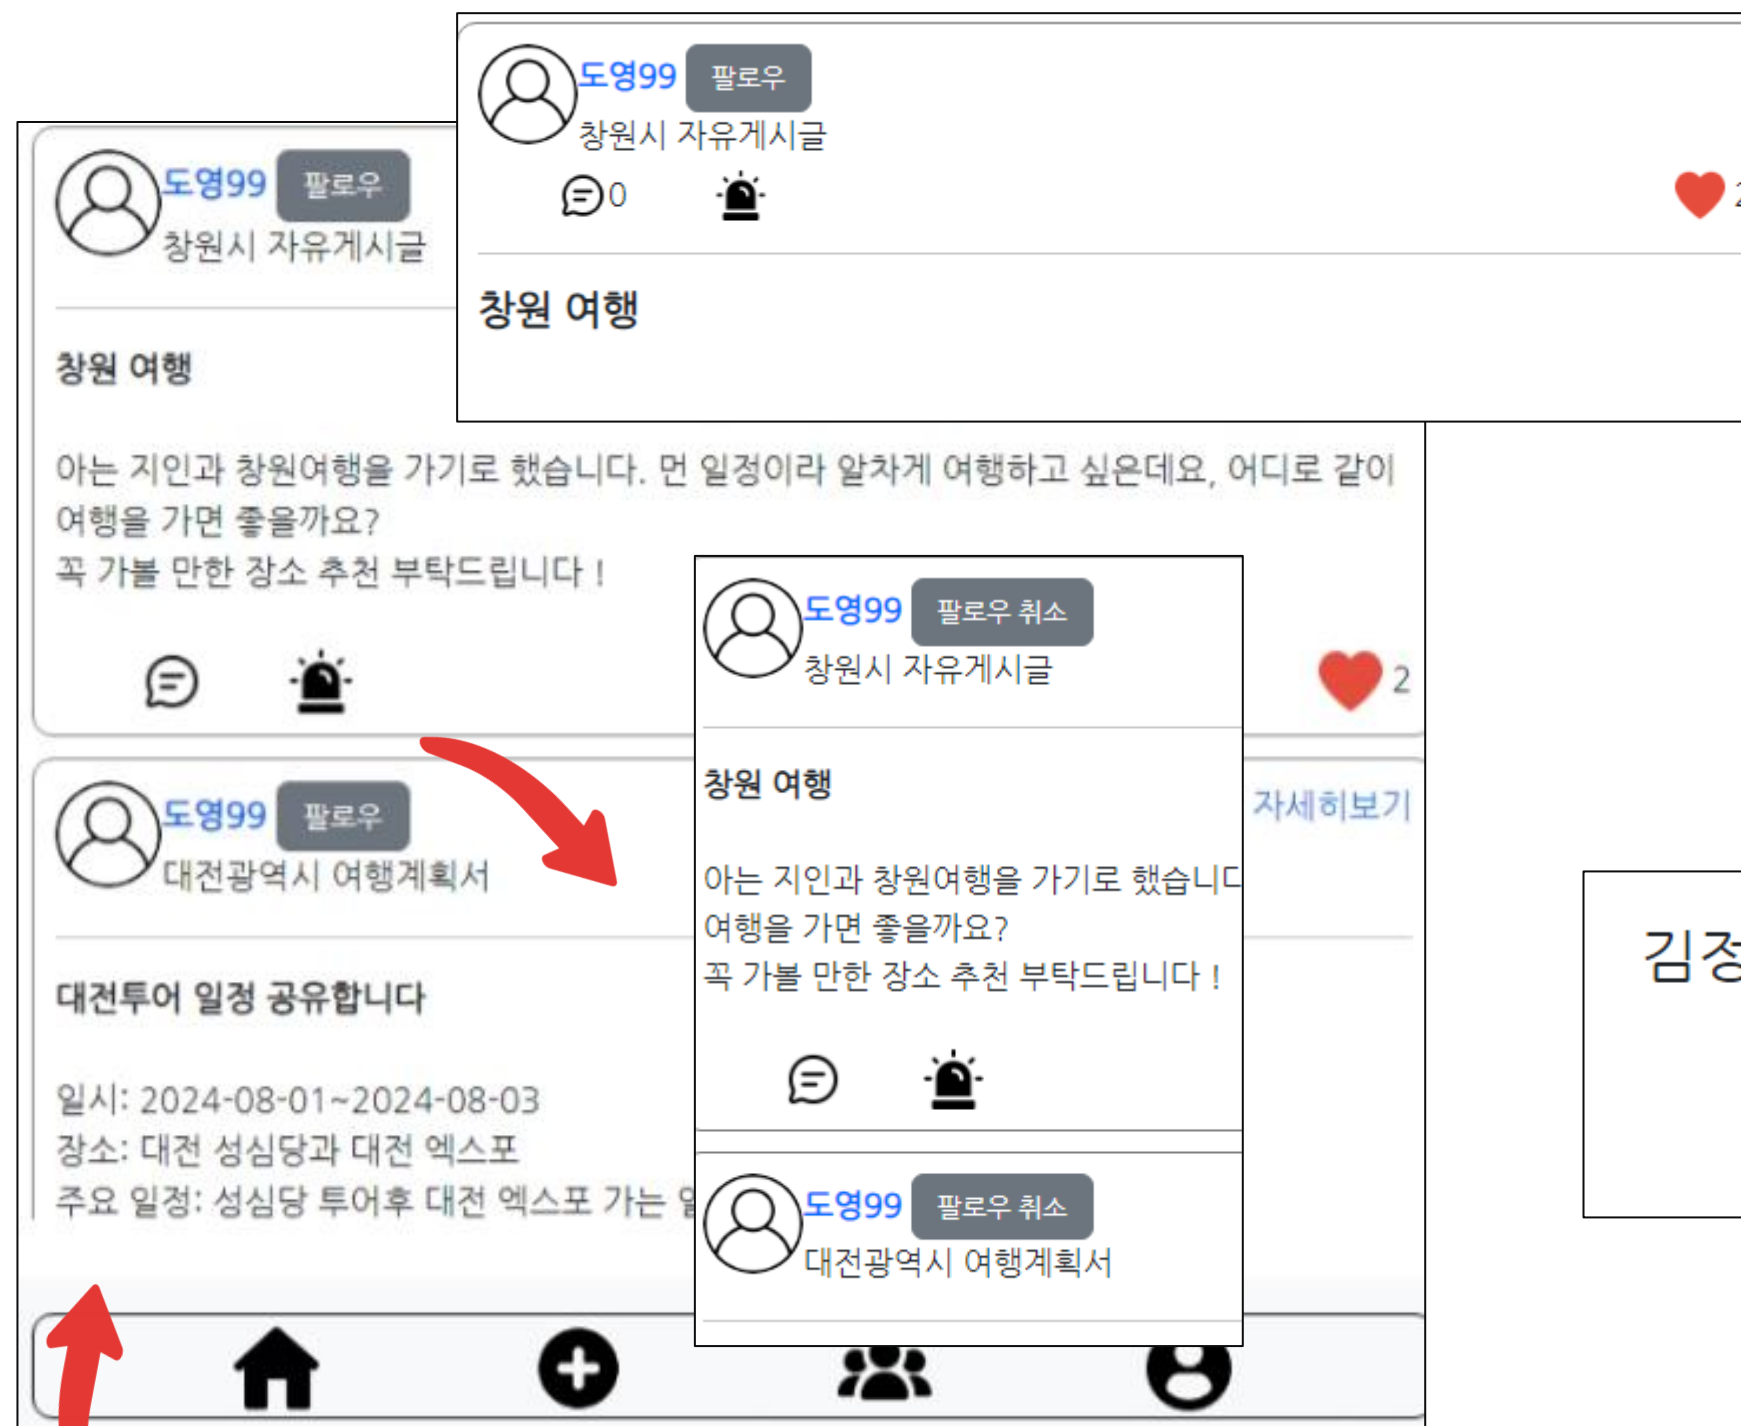 도영99 팔로우
창원시 자유게시글
0
창원 여행
도영99 팔로우
창원시 자유게시글
창원 여행
아는 지인과 창원여행을 가기로 했습니다. 먼 일정이라 알차게 여행하고 싶은데요, 어디로 같이
여행을 가면 좋을까요?
꼭 가볼 만한 장소 추천 부탁드립니다 !
2
도영99 팔로우
자세히보기
대전광역시 여행계획서
대전투어 일정 공유합니다
일시: 2024-08-01~2024-08-03
장소: 대전 성심당과 대전 엑스포
주요 일정: 성심당 투어후 대전 엑스포 가는
도영99 팔로우 취소
창원시 자유게시글
창원 여행
아는 지인과 창원여행을 가기로 했습니다
여행을 가면 좋을까요?
꼭 가볼 만한 장소 추천 부탁드립니다 !
도영99 팔로우 취소
대전광역시 여행계획서
김정